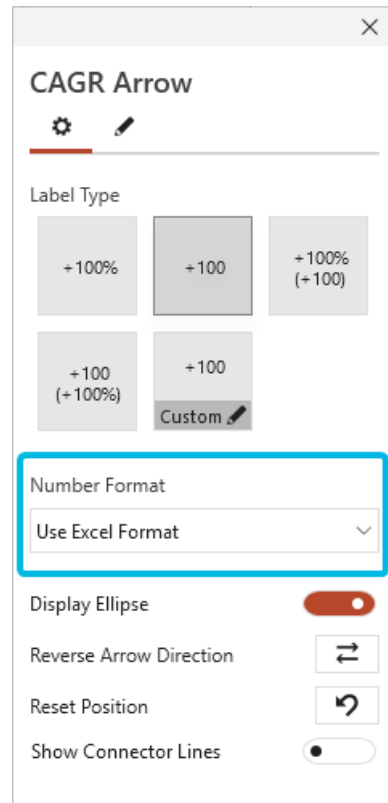 CAGR Arrow
Label Type
+100%
+100
+100%
(+100)
+100
(+100%)
+100
Custom
Number Format
Use Excel Format
Display Ellipse
Reverse Arrow Direction
Reset Position
Show Connector Lines